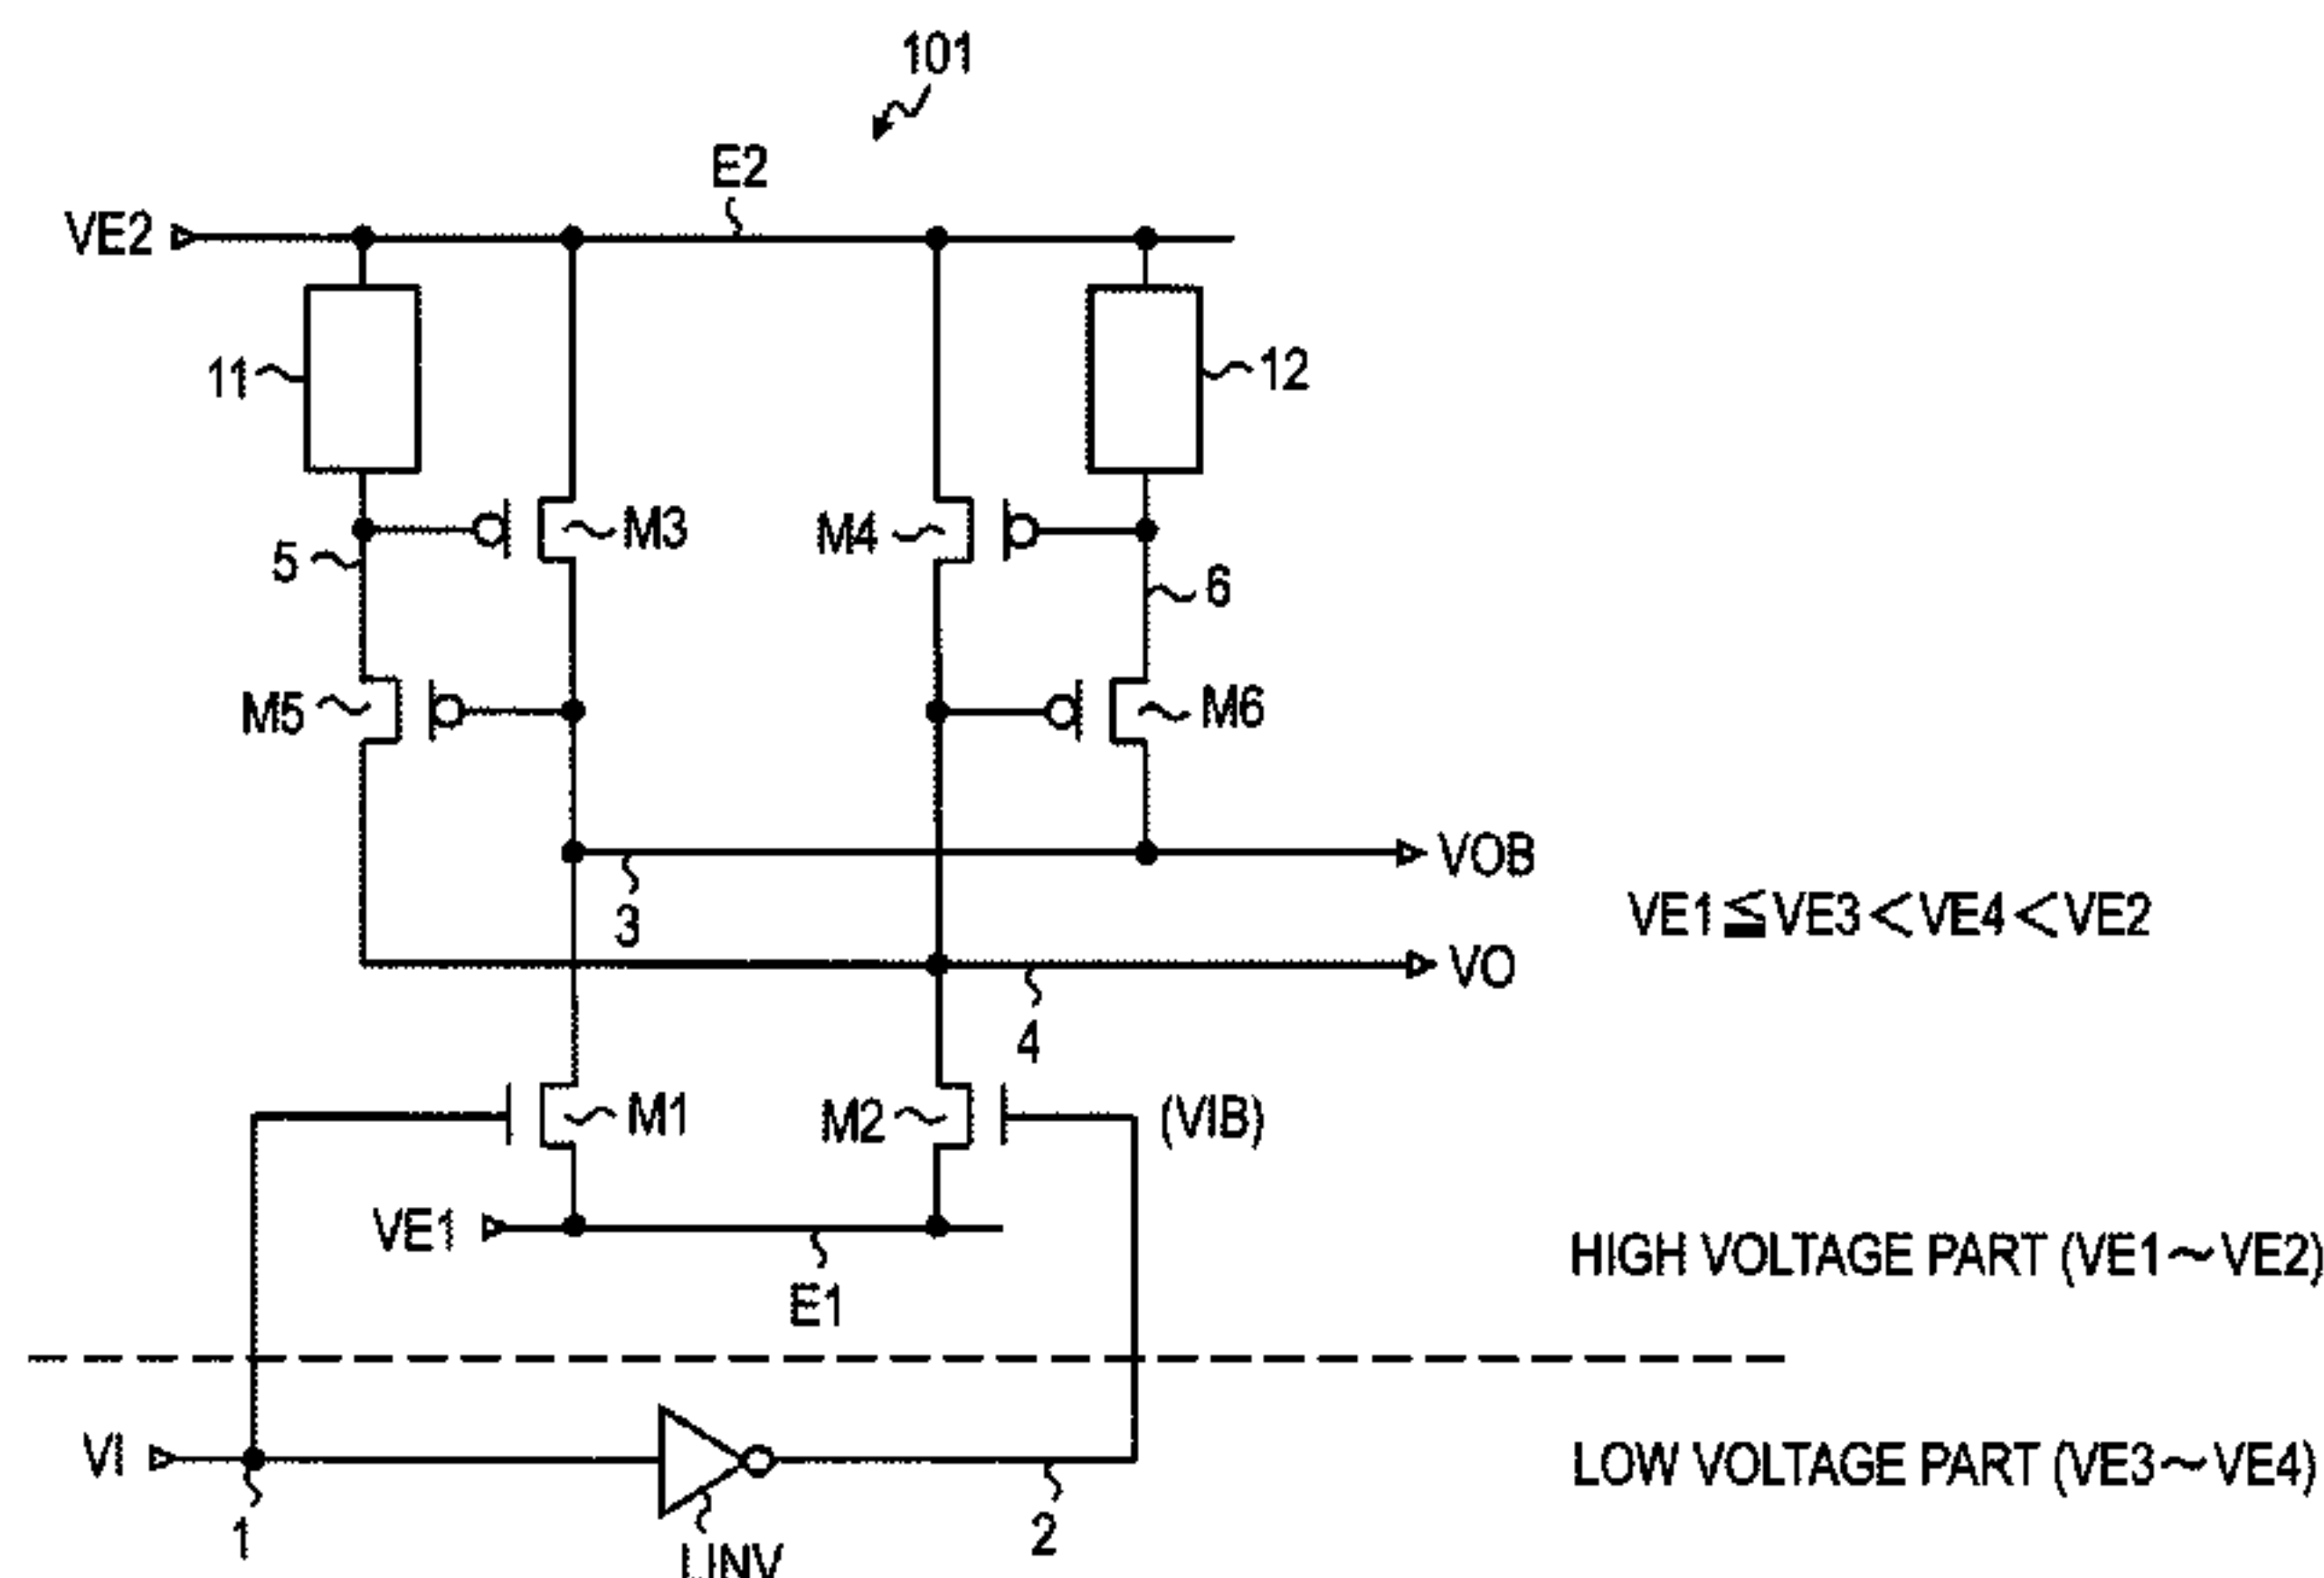 101
E2
VE2
11
12
M3
M4
5
6
M5
M6
VOB
3
VE1≦VE3<VE4<VE2
VO
4
M1
M2
(VIB)
VE1
E1
HIGH VOLTAGE PART (VE1~VE2)
VI
LOW VOLTAGE PART (VE3~VE4)
1
2
LINV